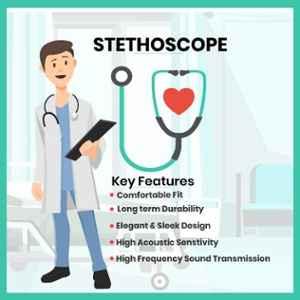 STETHOSCOPE
Key Features
Comfortable Fit
Long term Durability
Elegant & Sleek Design
High Acoustic Senstivity
High Frequency Sound Transmission